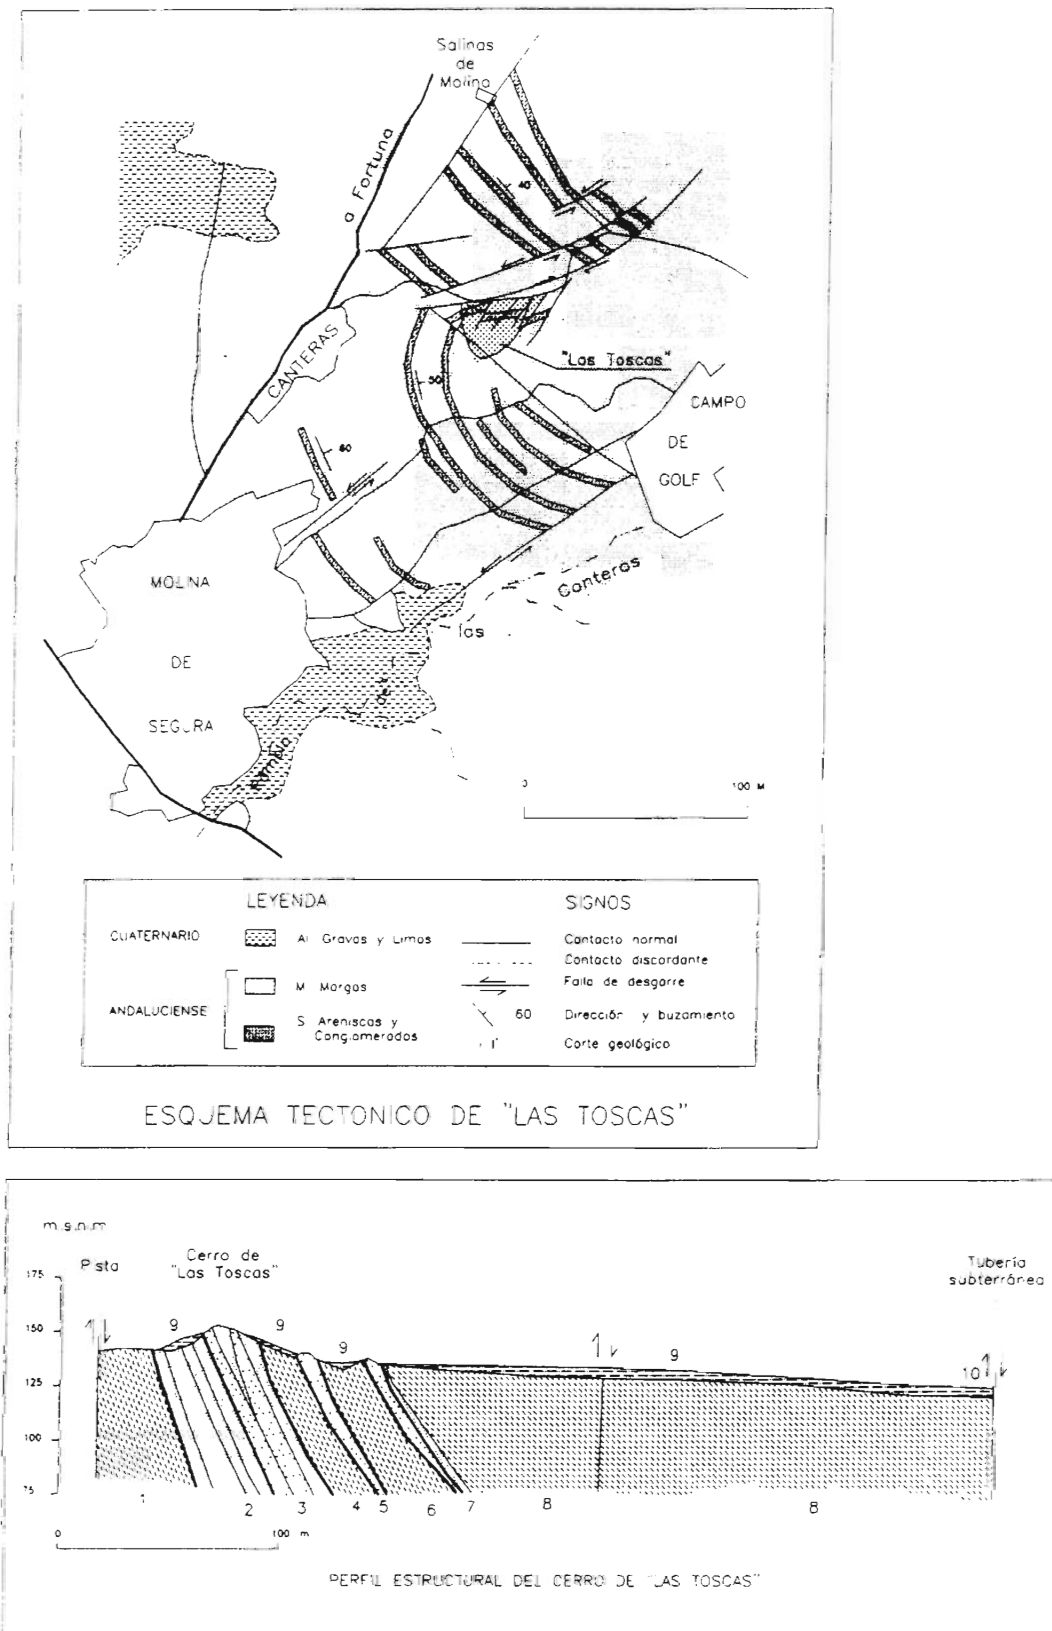 Salinas
de
Molina
a Fortuna
40
CANTERAS
"Las Toscas"
50
CAMPO
DE
GOLF
60
MOLINA
DE
SEGURA
Canteras
las
del
Rambla
0 100 M
LEYENDA
SIGNOS
CUATERNARIO
Al Gravas y Limos
Contacto normal
Contacto discordante
M Margas
Falla de desgarre
ANDALUCIENSE
S Areniscas y
Conglomerados
60 Dirección y buzamiento
Corte geológico
ESQUEMA TECTONICO DE "LAS TOSCAS"
m.s.n.m
Pista
Cerro de
"Las Toscas"
Tubería
subterránea
175
150
125
100
75
9 9 9 9
10
1 2 3 4 5 6 7 8 8
0 100 m
PERFIL ESTRUCTURAL DEL CERRO DE "LAS TOSCAS"